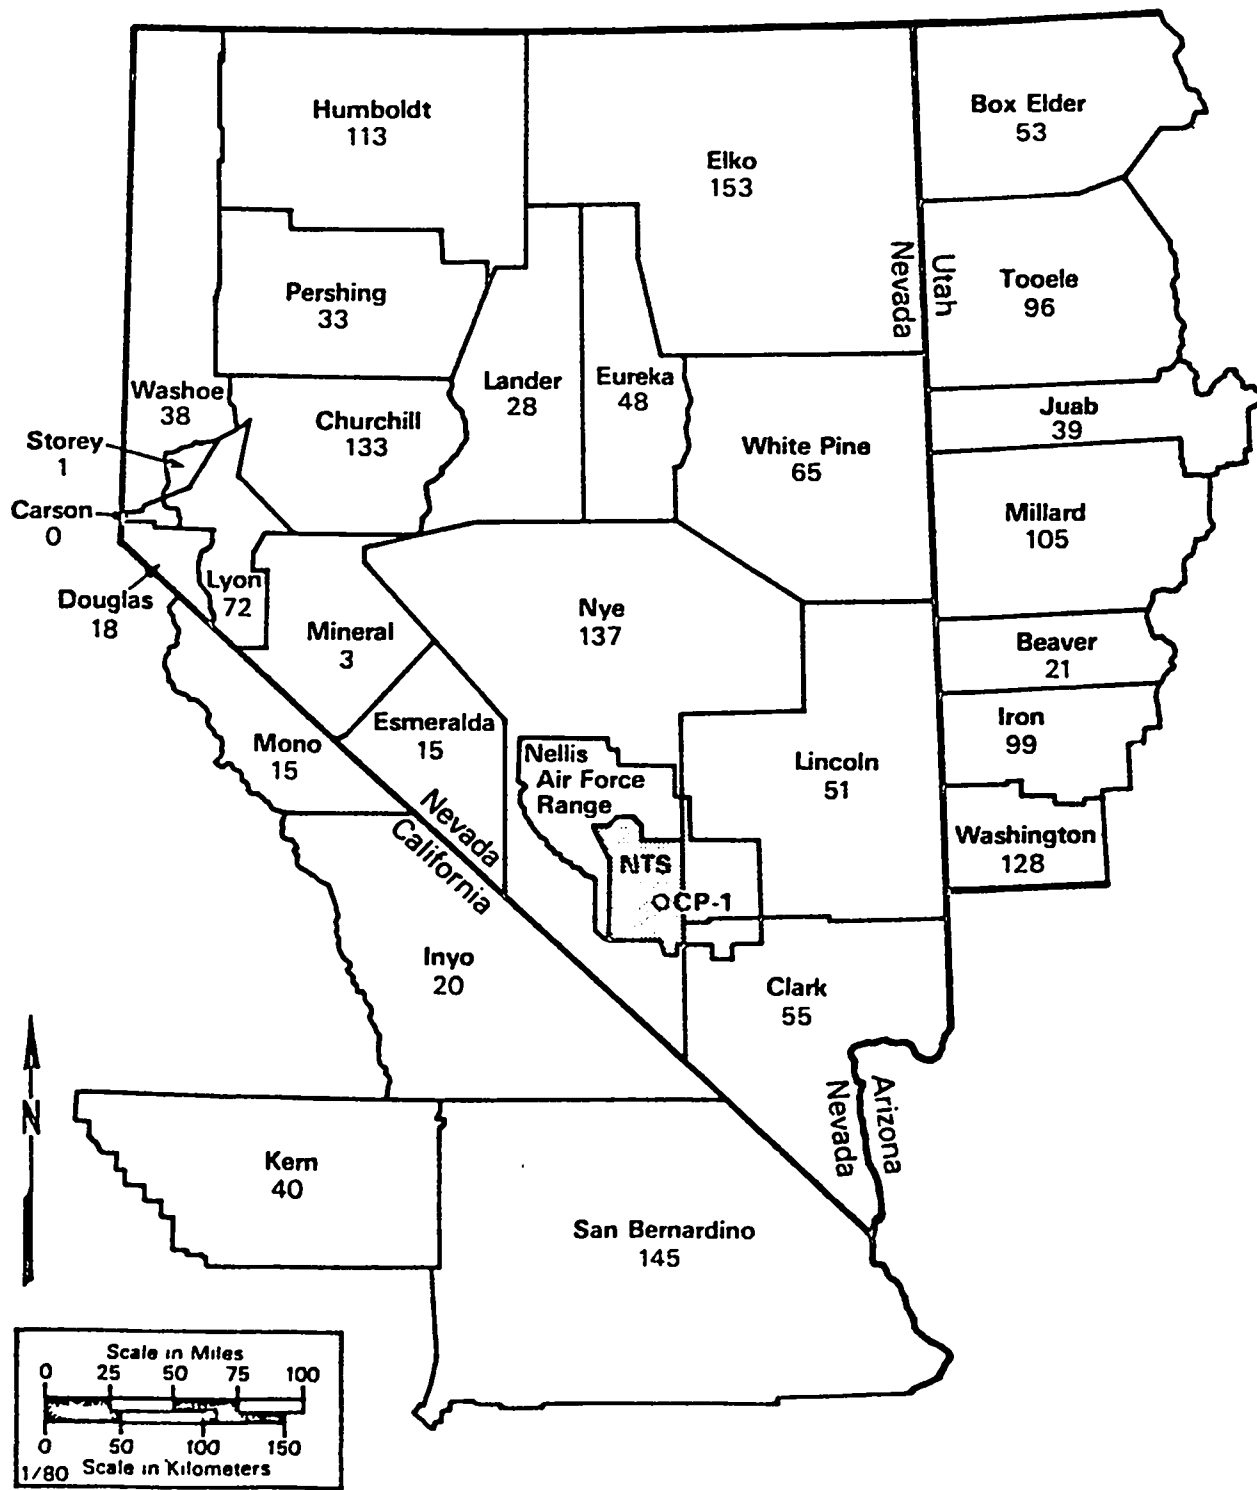 Humboldt
113
Elko
153
Box Elder
53
Nevada
Utah
Tooele
96
Pershing
33
Washoe
38
Lander
28
Eureka
48
Churchill
133
White Pine
65
Juab
39
Storey
1
Carson
0
Millard
105
Douglas
18
Lyon
72
Mineral
3
Nye
137
Beaver
21
Mono
15
Esmeralda
15
Nellis
Air Force
Range
Lincoln
51
Iron
99
Nevada
California
NTS
CP-1
Washington
128
Inyo
20
Clark
55
N
Nevada
Arizona
Kern
40
San Bernardino
145
Scale in Miles
0 25 50 75 100
0 50 100 150
1/80 Scale in Kilometers